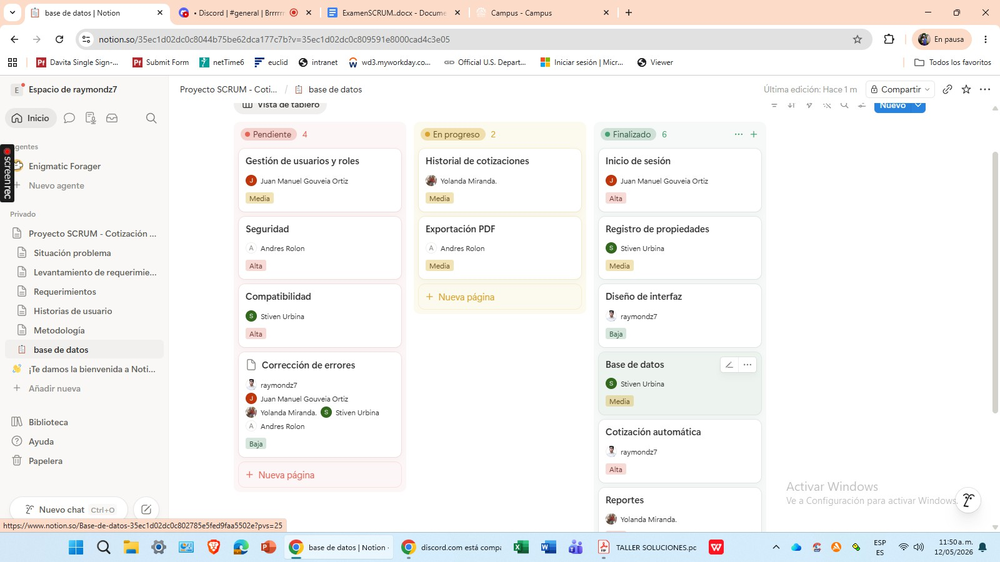 base de datos | Notion
• Discord | #general | Brrrrrr
ExamenSCRUM..docx - Docume
Campus - Campus
notion.so/35ec1d02dc0c8044b75be62dca177c7b?v=35ec1d02dc0c809591e8000cad4c3e05
En pausa
Davita Single Sign-...
Submit Form
netTime6
euclid
intranet
wd3.myworkday.co...
Official U.S. Depart...
Iniciar sesión | Micr...
Viewer
Todos los favoritos
E Espacio de raymondz7
Proyecto SCRUM - Coti... / base de datos
Última edición: Hace 1 m
Compartir
Inicio
Vista de tablero
Nuevo
screenrec
Agentes
Enigmatic Forager
Nuevo agente
Privado
Proyecto SCRUM - Cotización ...
Situación problema
Levantamiento de requerimie...
Requerimientos
Historias de usuario
Metodología
base de datos
¡Te damos la bienvenida a Noti...
Añadir nueva
Biblioteca
Ayuda
Papelera
Nuevo chat Ctrl+O
Pendiente 4
Gestión de usuarios y roles
J Juan Manuel Gouveia Ortiz
Media
Seguridad
A Andres Rolon
Alta
Compatibilidad
S Stiven Urbina
Alta
Corrección de errores
raymondz7
J Juan Manuel Gouveia Ortiz
Yolanda Miranda. S Stiven Urbina
A Andres Rolon
Baja
+ Nueva página
En progreso 2
Historial de cotizaciones
Yolanda Miranda.
Media
Exportación PDF
A Andres Rolon
Media
+ Nueva página
Finalizado 6
Inicio de sesión
J Juan Manuel Gouveia Ortiz
Alta
Registro de propiedades
S Stiven Urbina
Media
Diseño de interfaz
raymondz7
Baja
Base de datos
S Stiven Urbina
Media
Cotización automática
raymondz7
Alta
Reportes
Yolanda Miranda.
Activar Windows
Ve a Configuración para activar Windows.
https://www.notion.so/Base-de-datos-35ec1d02dc0c802785e5fed9faa5502e?pvs=25
base de datos | Notion -
discord.com está compa
TALLER SOLUCIONES.pc
ESP
ES
11:50 a. m.
12/05/2026